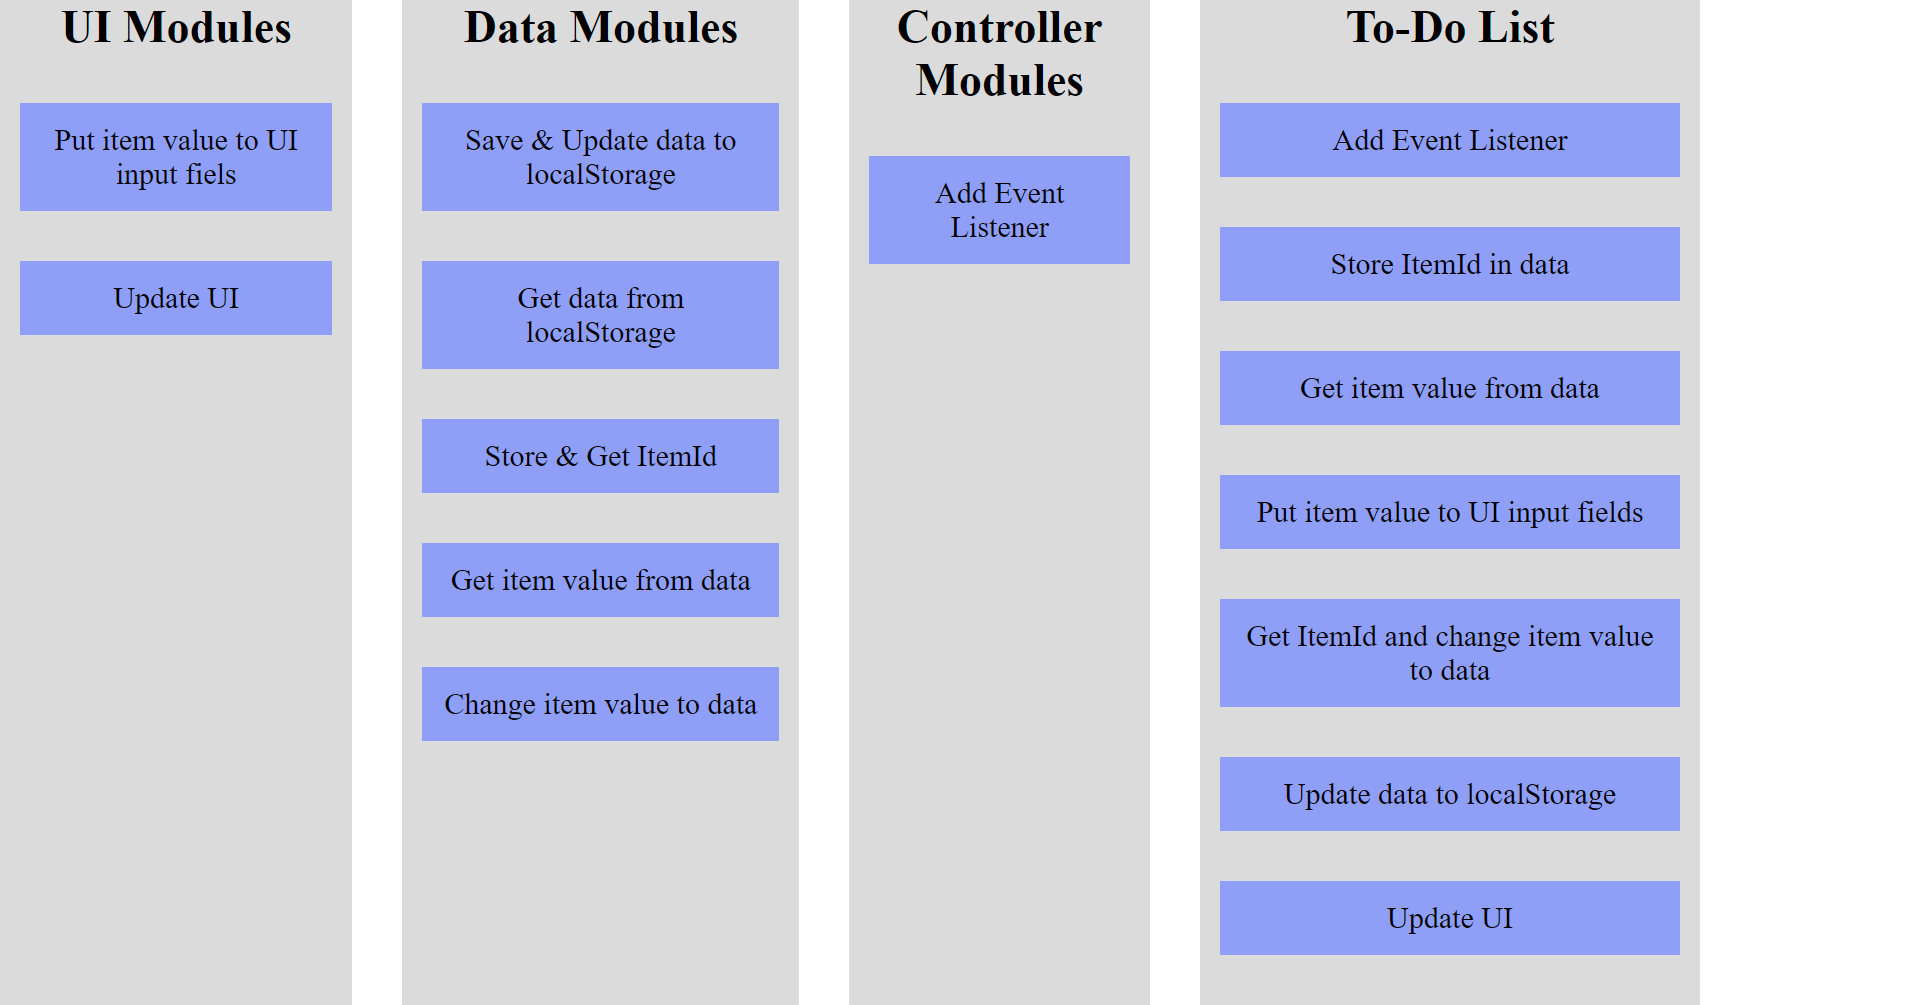 UI Modules
Put item value to UI
input fiels
Update UI
Data Modules
Save & Update data to
localStorage
Get data from
localStorage
Store & Get ItemId
Get item value from data
Change item value to data
Controller
Modules
Add Event
Listener
To-Do List
Add Event Listener
Store ItemId in data
Get item value from data
Put item value to UI input fields
Get ItemId and change item value
to data
Update data to localStorage
Update UI